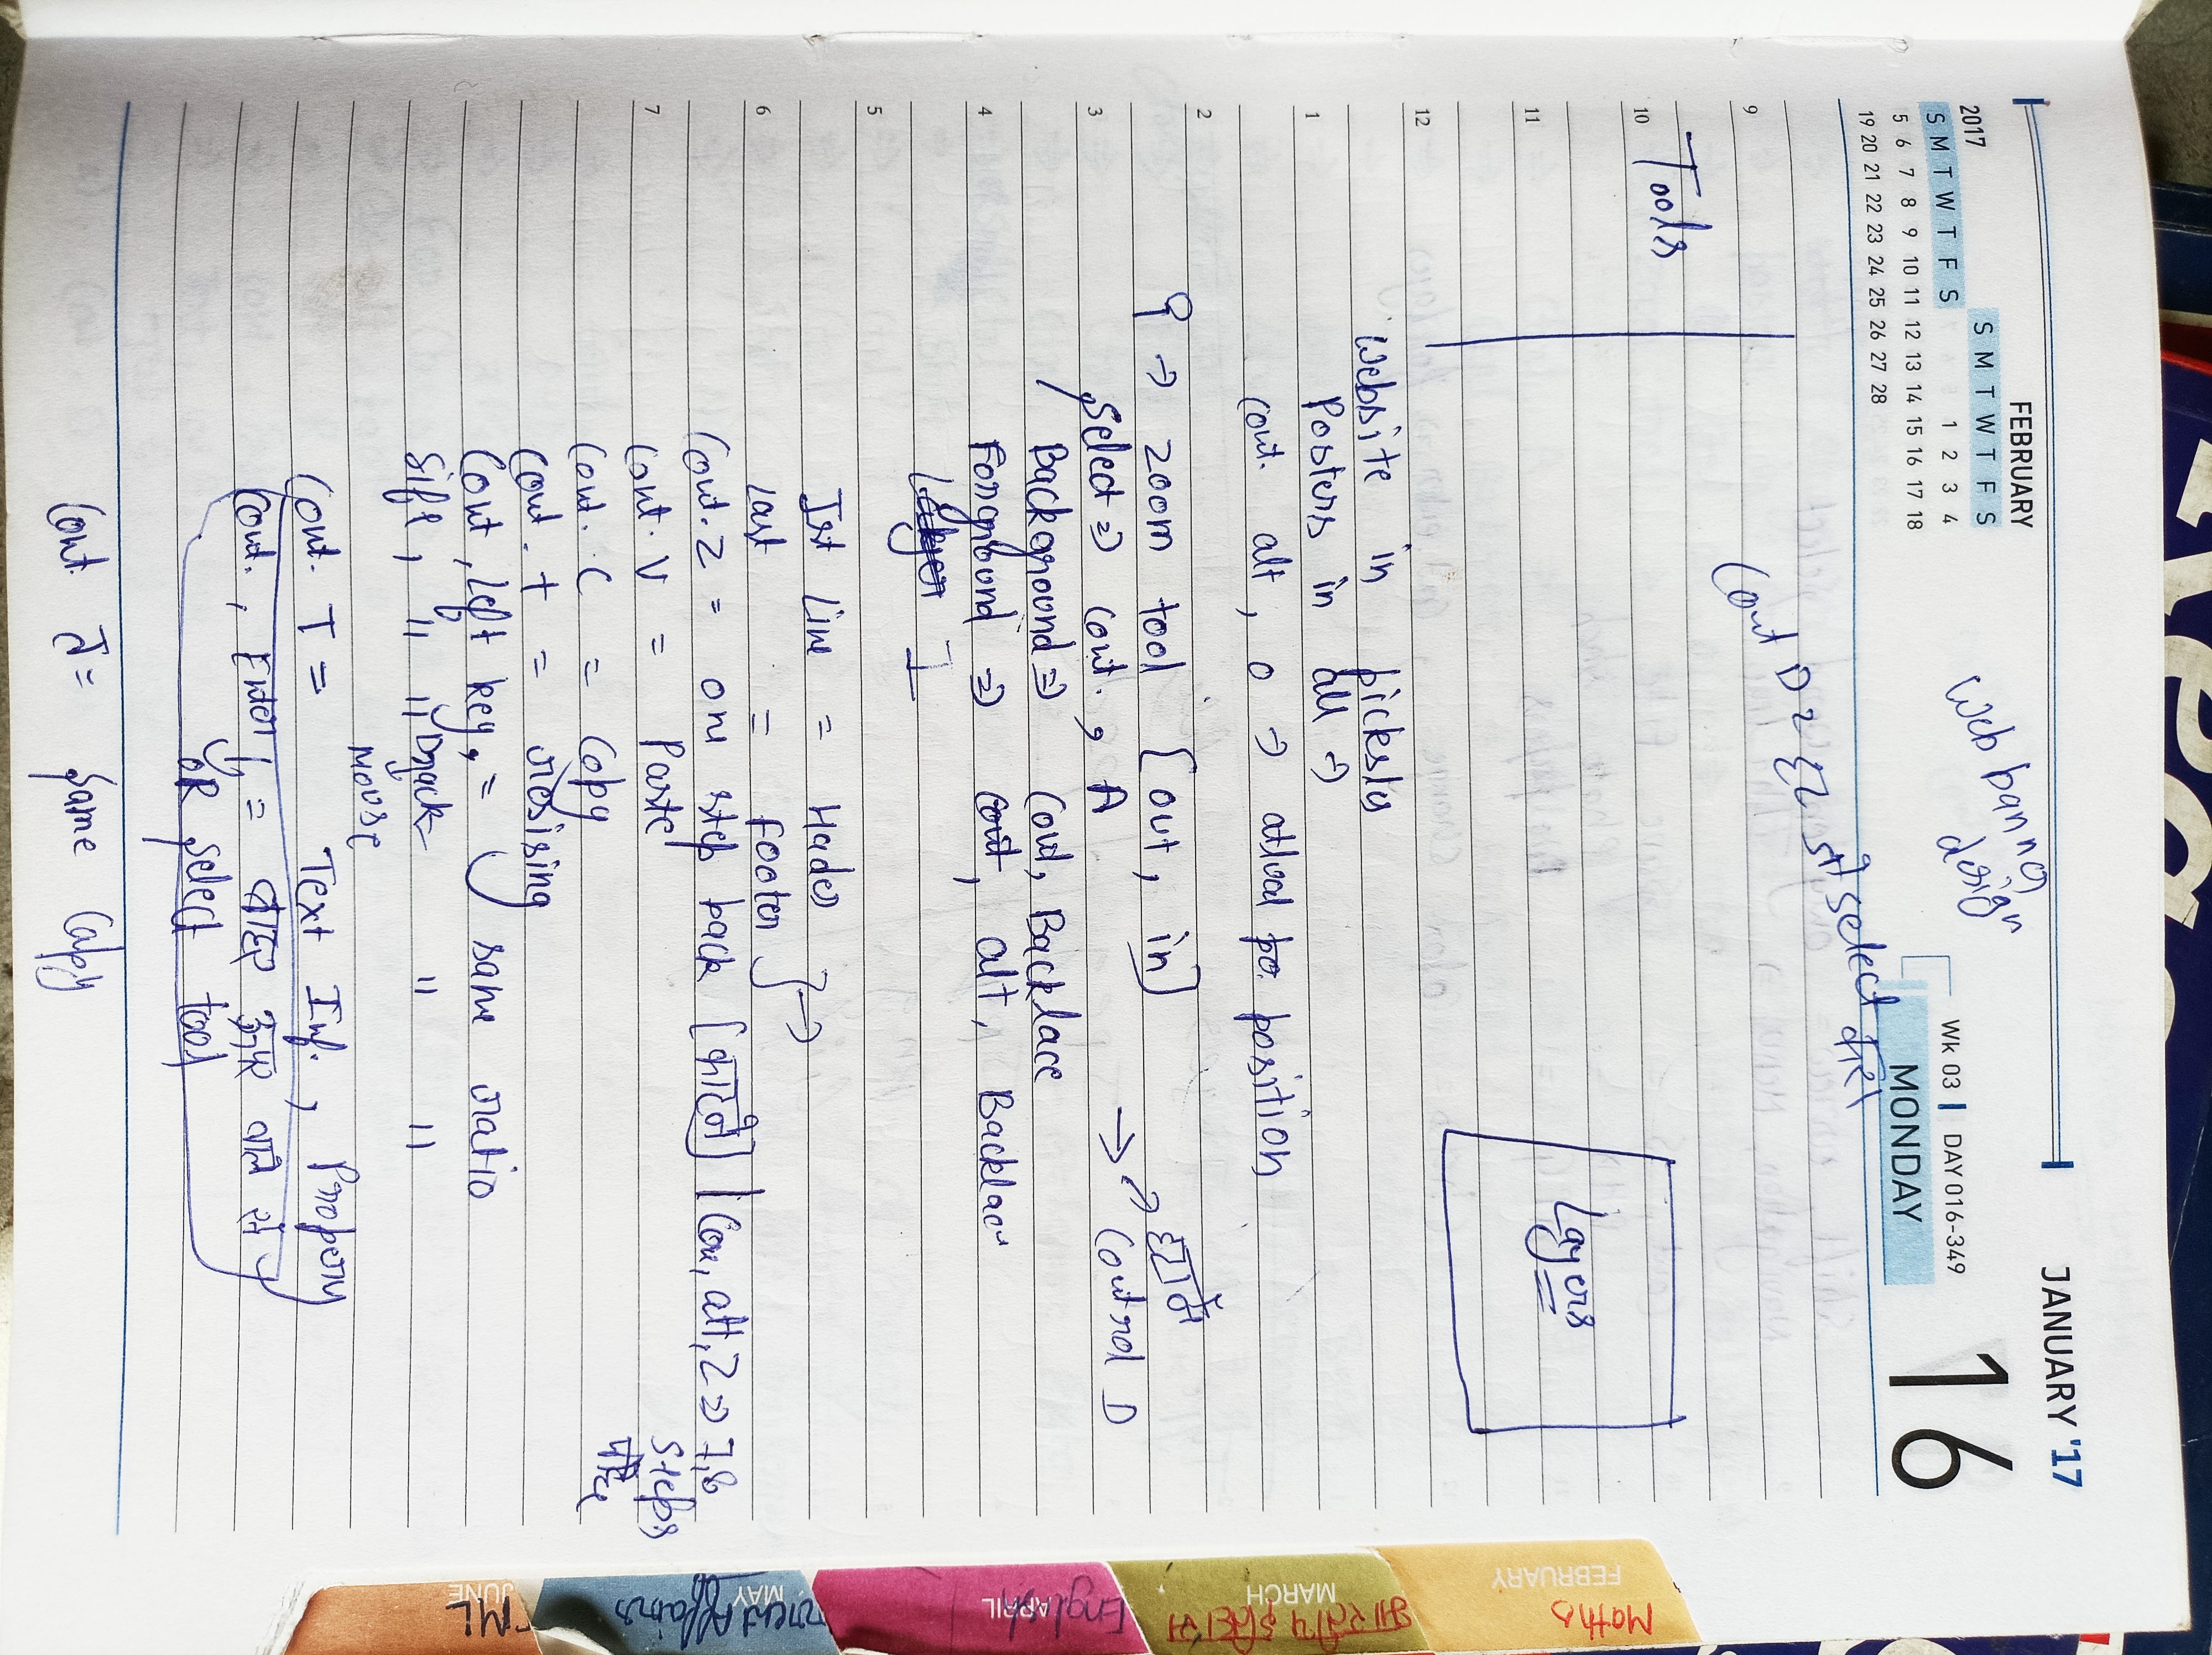 JANUARY '17
16
Wk 03 | DAY 016-349
MONDAY
FEBRUARY
2017
S M T W T F S
S M T W T F S
1 2 3 4
5 6 7 8 9 10 11 12 13 14 15 16 17 18
19 20 21 22 23 24 25 26 27 28
Web banner
design
Cont D = select करा
9
Tools
10
Layers
11
12
Website in picksls
Posters in all →
1
cont. alt, 0 → atlual po. position
2
→ zoom tool [out, in]
हटाने
Select ⇒ cont., A
→ Control D
3
Background ⇒ Cont, Backlace
Forground ⇒ cont, alt, Backlace
4
Layer I
5
Ist Line = Hader
Last = Footer
6
Cont. Z = one step back [काटने] | Con, alt, Z ⇒ 7,8
steps
7
Cont. V = Paste
Cont. C = Copy
Cont. t = resising
Cont, Left key, = same ratio
Sift, " " Drack " "
Mouse
Cont. T = Text Inf., Propery
Cont., Enter = बाहर ऊपर वाले से
OR select tool
Cont. J = Same Capy
Maths
FEBRUARY
भारतीय इतिहास
MARCH
English
APRIL
Current Affairs
MAY
JUNE